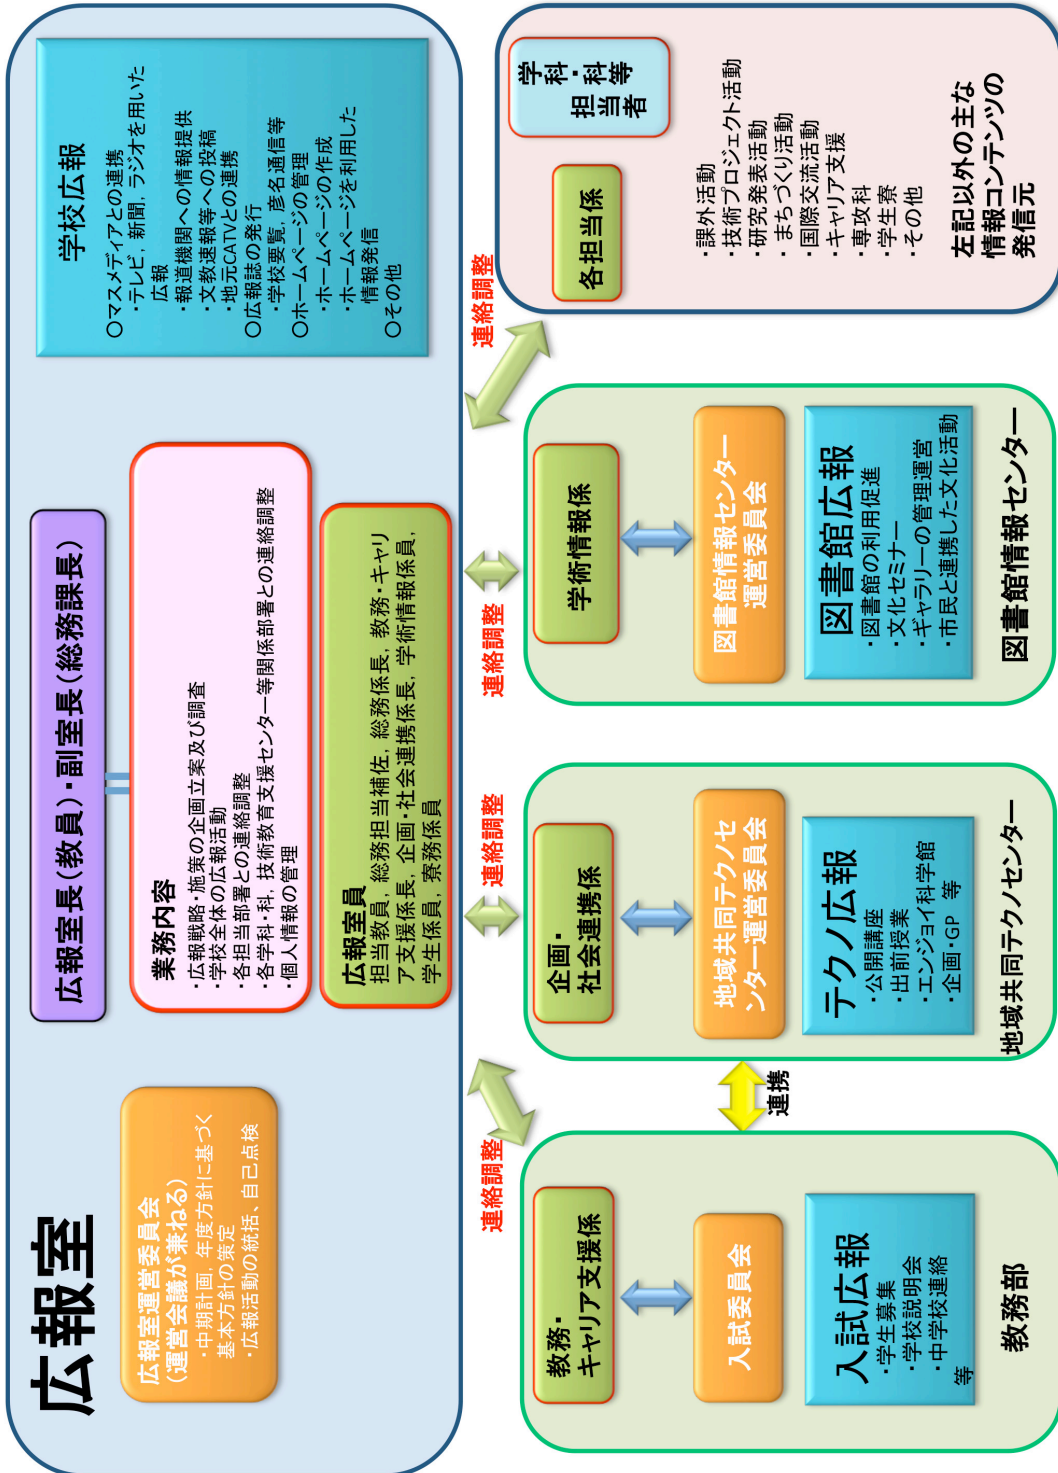 広報室
広報室運営委員会
(運営会議が兼ねる)
・中期計画, 年度方針に基づく
基本方針の策定
・広報活動の統括、自己点検
広報室長(教員)・副室長(総務課長)
業務内容
・広報戦略・施策の企画立案及び調査
・学校全体の広報活動
・各担当部署との連絡調整
・各学科・科, 技術教育支援センター等関係部署との連絡調整
・個人情報の管理
広報室員
担当教員, 総務担当補佐, 総務係長, 教務・キャリ
ア支援係長, 企画・社会連携係長, 学術情報係員,
学生係員, 寮務係員
学校広報
○マスメディアとの連携
・テレビ, 新聞, ラジオを用いた
広報
・報道機関への情報提供
・文教速報等への投稿
・地元CATVとの連携
○広報誌の発行
・学校要覧, 彦名通信等
○ホームページの管理
・ホームページの作成
・ホームページを利用した
情報発信
○その他
連絡調整
連絡調整
連絡調整
連絡調整
教務・
キャリア支援係
入試委員会
入試広報
・学生募集
・学校説明会
・中学校連絡
等
教務部
連携
企画・
社会連携係
地域共同テクノセ
ンター運営委員会
テクノ広報
・公開講座
・出前授業
・エンジョイ科学館
・企画・GP 等
地域共同テクノセンター
学術情報係
図書館情報センター
運営委員会
図書館広報
・図書館の利用促進
・文化セミナー
・ギャラリーの管理運営
・市民と連携した文化活動
図書館情報センター
各担当係
学科・科等
担当者
・課外活動
・技術プロジェクト活動
・研究発表活動
・まちづくり活動
・国際交流活動
・キャリア支援
・専攻科
・学生寮
・その他
左記以外の主な
情報コンテンツの
発信元